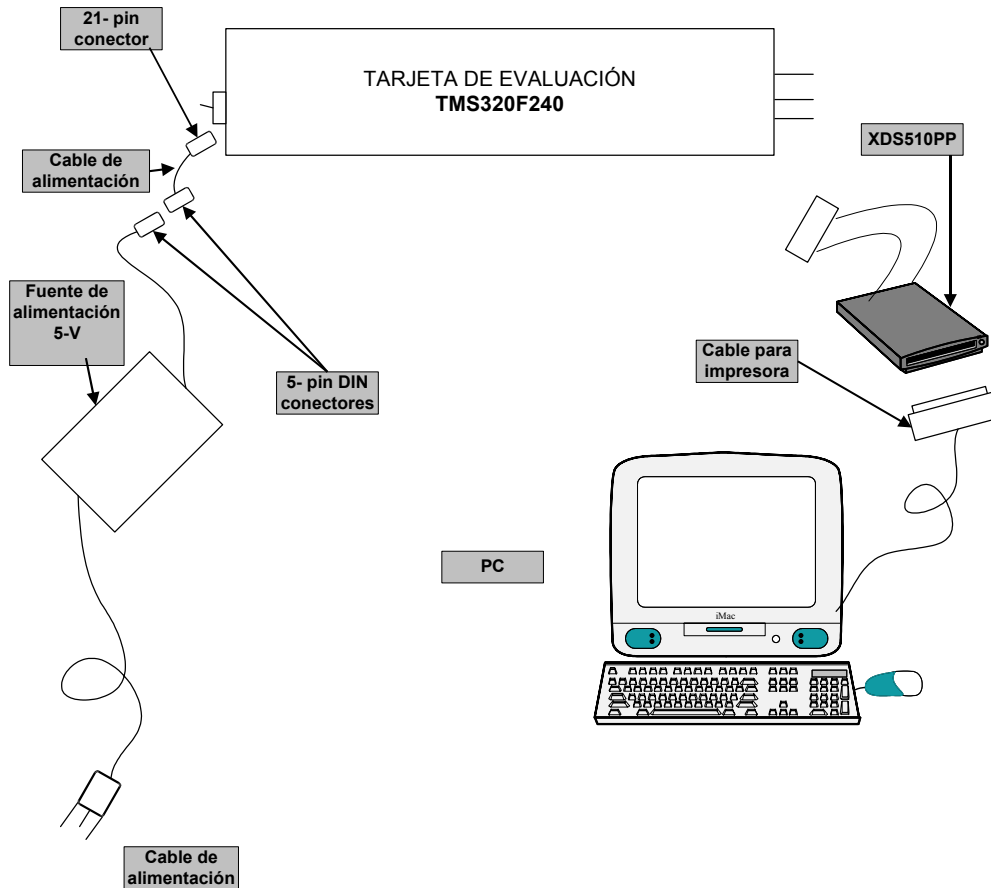 21- pin
conector
TARJETA DE EVALUACIÓN
TMS320F240
XDS510PP
Cable de
alimentación
Fuente de
alimentación
5-V
Cable para
impresora
5- pin DIN
conectores
PC
iMac
Cable de
alimentación